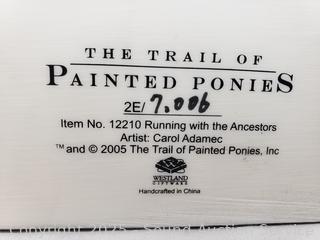 THE TRAIL OF
PAINTED PONIES
2E/ 7.006
Item No. 12210 Running with the Ancestors
Artist: Carol Adamec
™ and © 2005 The Trail of Painted Ponies, Inc
WESTLAND
GIFTWARE
Handcrafted in China